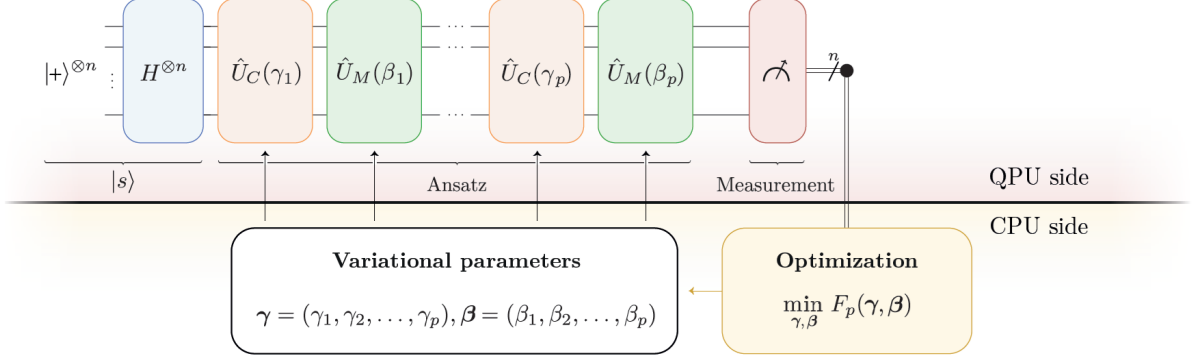 |+⟩^{⊗n} ⋮ H^{⊗n} Û_C(γ_1) Û_M(β_1) ⋯ ⋯ ⋯ Û_C(γ_p) Û_M(β_p) n
|s⟩ Ansatz Measurement
QPU side
CPU side
Variational parameters
γ = (γ_1, γ_2, . . . , γ_p), β = (β_1, β_2, . . . , β_p)
Optimization
min F_p(γ, β)
γ,β